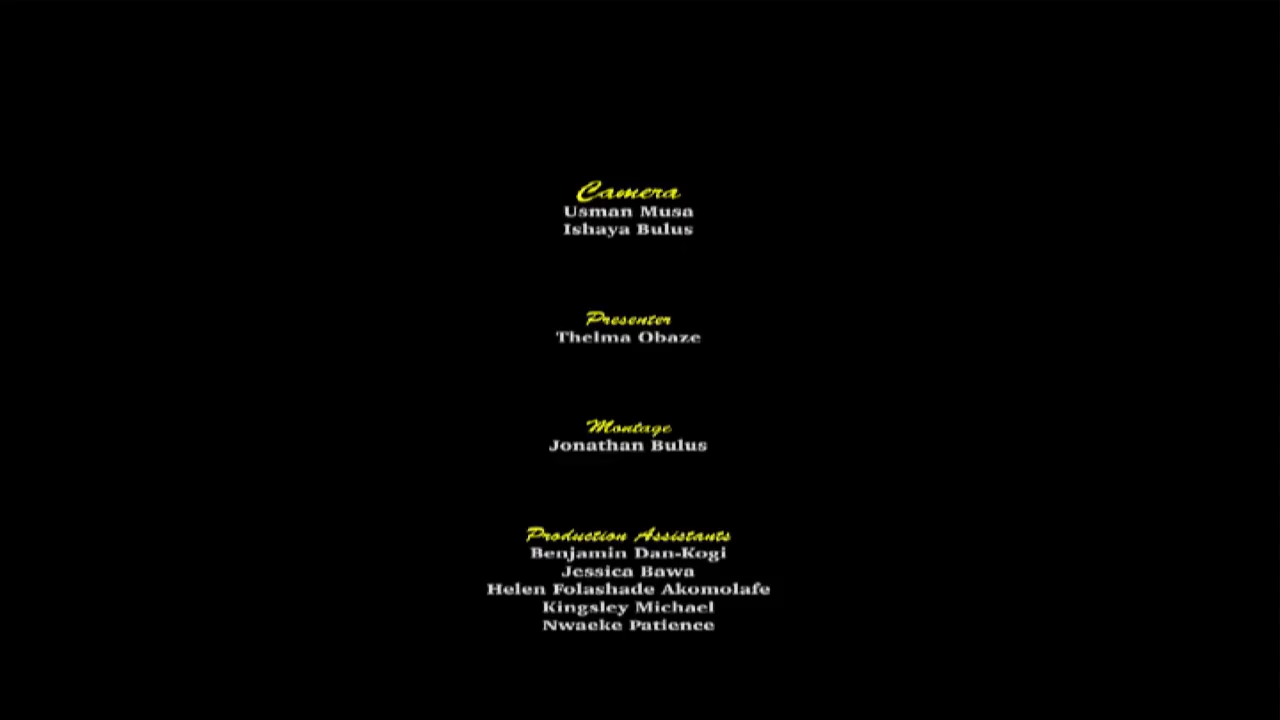 Camera
Usman Musa
Ishaya Bulus
Presenter
Thelma Obaze
Montage
Jonathan Bulus
Production Assistants
Benjamin Dan-Kogi
Jessica Bawa
Helen Folashade Akomolafe
Kingsley Michael
Nwaeke Patience